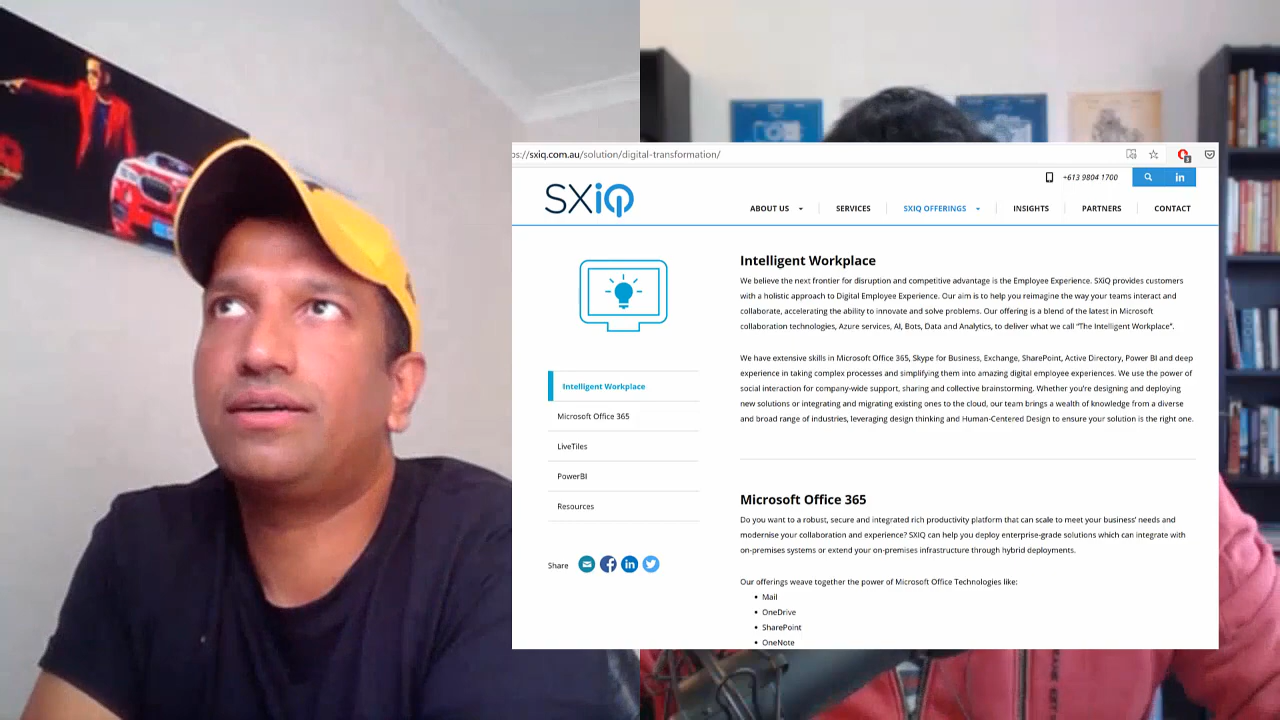 ps://sxiq.com.au/solution/digital-transformation/
+613 9804 1700
in
SXiQ
ABOUT US
SERVICES
SXIQ OFFERINGS
INSIGHTS
PARTNERS
CONTACT
Intelligent Workplace
We believe the next frontier for disruption and competitive advantage is the Employee Experience. SXiQ provides customers
with a holistic approach to Digital Employee Experience. Our aim is to help you reimagine the way your teams interact and
collaborate, accelerating the ability to innovate and solve problems. Our offering is a blend of the latest in Microsoft
collaboration technologies, Azure services, AI, Bots, Data and Analytics, to deliver what we call “The Intelligent Workplace”.
We have extensive skills in Microsoft Office 365, Skype for Business, Exchange, SharePoint, Active Directory, Power BI and deep
experience in taking complex processes and simplifying them into amazing digital employee experiences. We use the power of
social interaction for company-wide support, sharing and collective brainstorming. Whether you’re designing and deploying
new solutions or integrating and migrating existing ones to the cloud, our team brings a wealth of knowledge from a diverse
and broad range of industries, leveraging design thinking and Human-Centered Design to ensure your solution is the right one.
Intelligent Workplace
Microsoft Office 365
LiveTiles
PowerBI
Resources
Share
Microsoft Office 365
Do you want to a robust, secure and integrated rich productivity platform that can scale to meet your business’ needs and
modernise your collaboration and experience? SXIQ can help you deploy enterprise-grade solutions which can integrate with
on-premises systems or extend your on-premises infrastructure through hybrid deployments.
Our offerings weave together the power of Microsoft Office Technologies like:
• Mail
• OneDrive
• SharePoint
• OneNote